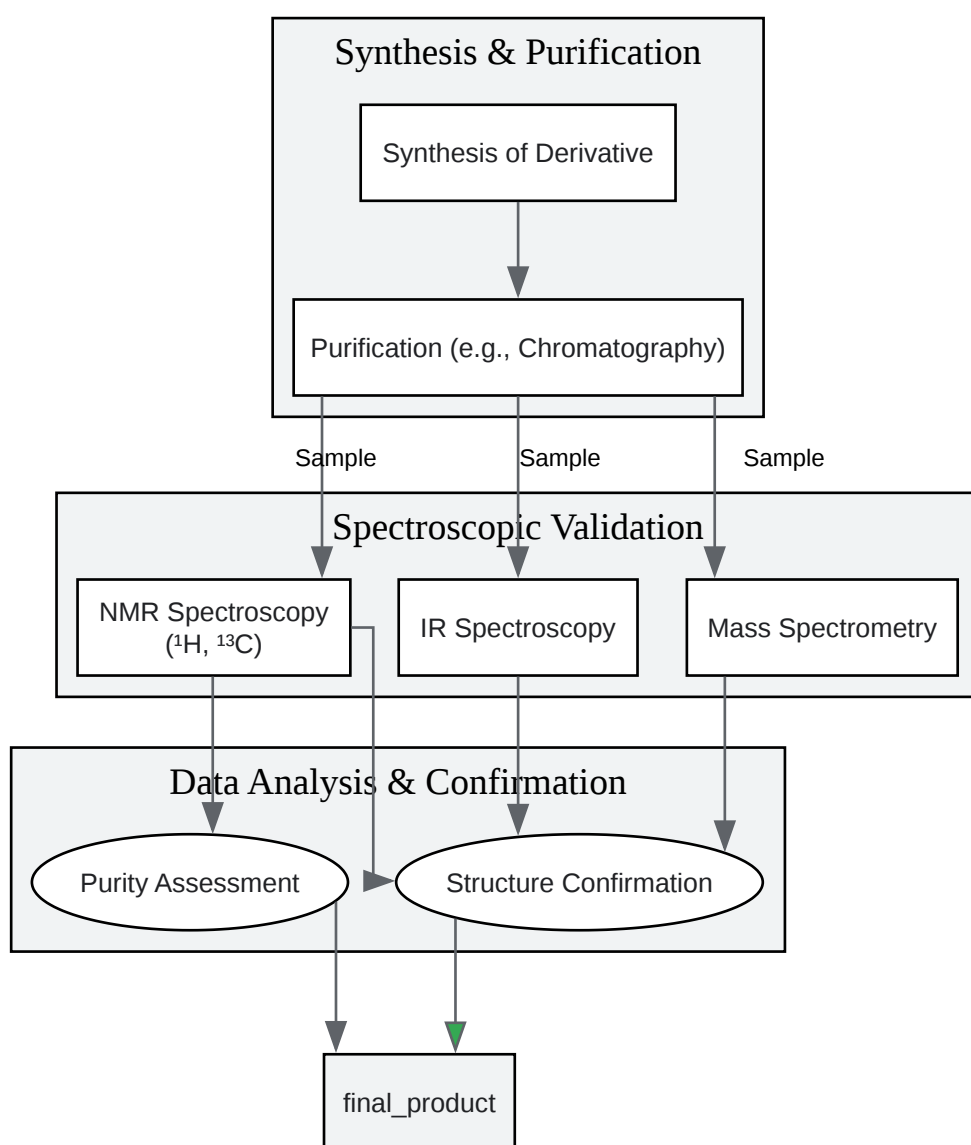 Synthesis & Purification
Synthesis of Derivative
Purification (e.g., Chromatography)
Sample
Sample
Sample
Spectroscopic Validation
NMR Spectroscopy
(¹H, ¹³C)
IR Spectroscopy
Mass Spectrometry
Data Analysis & Confirmation
Purity Assessment
Structure Confirmation
final_product